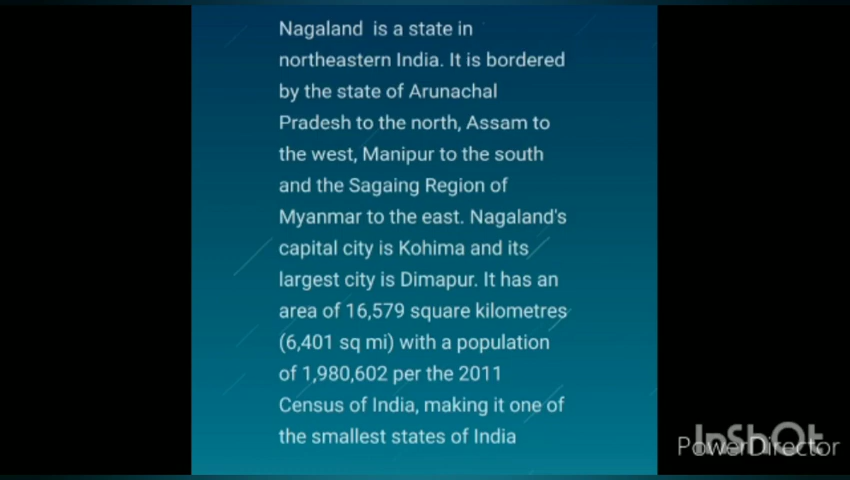 Nagaland is a state in
northeastern India. It is bordered
by the state of Arunachal
Pradesh to the north, Assam to
the west, Manipur to the south
and the Sagaing Region of
Myanmar to the east. Nagaland's
capital city is Kohima and its
largest city is Dimapur. It has an
area of 16,579 square kilometres
(6,401 sq mi) with a population
of 1,980,602 per the 2011
Census of India, making it one of
the smallest states of India
InShOt
PowerDirector